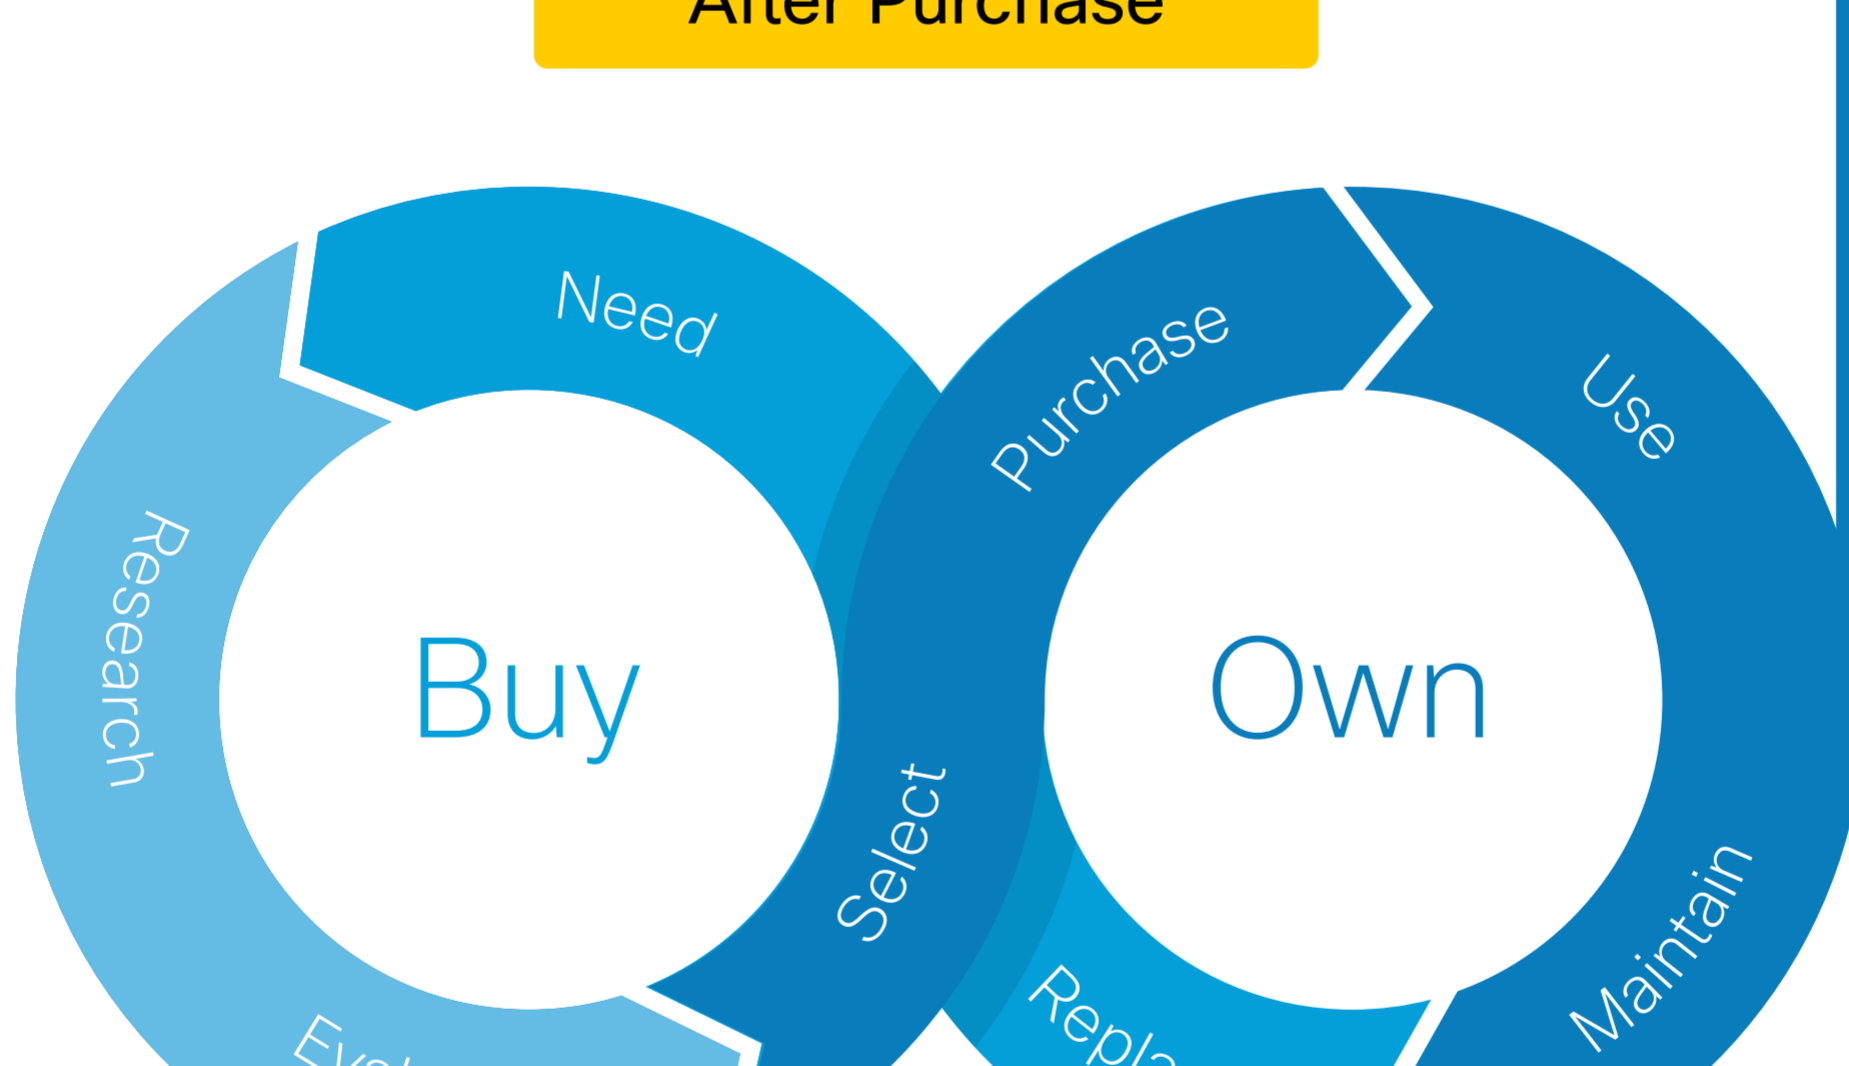 After Purchase
Need
Purchase
Use
Research
Buy
Own
Select
Maintain